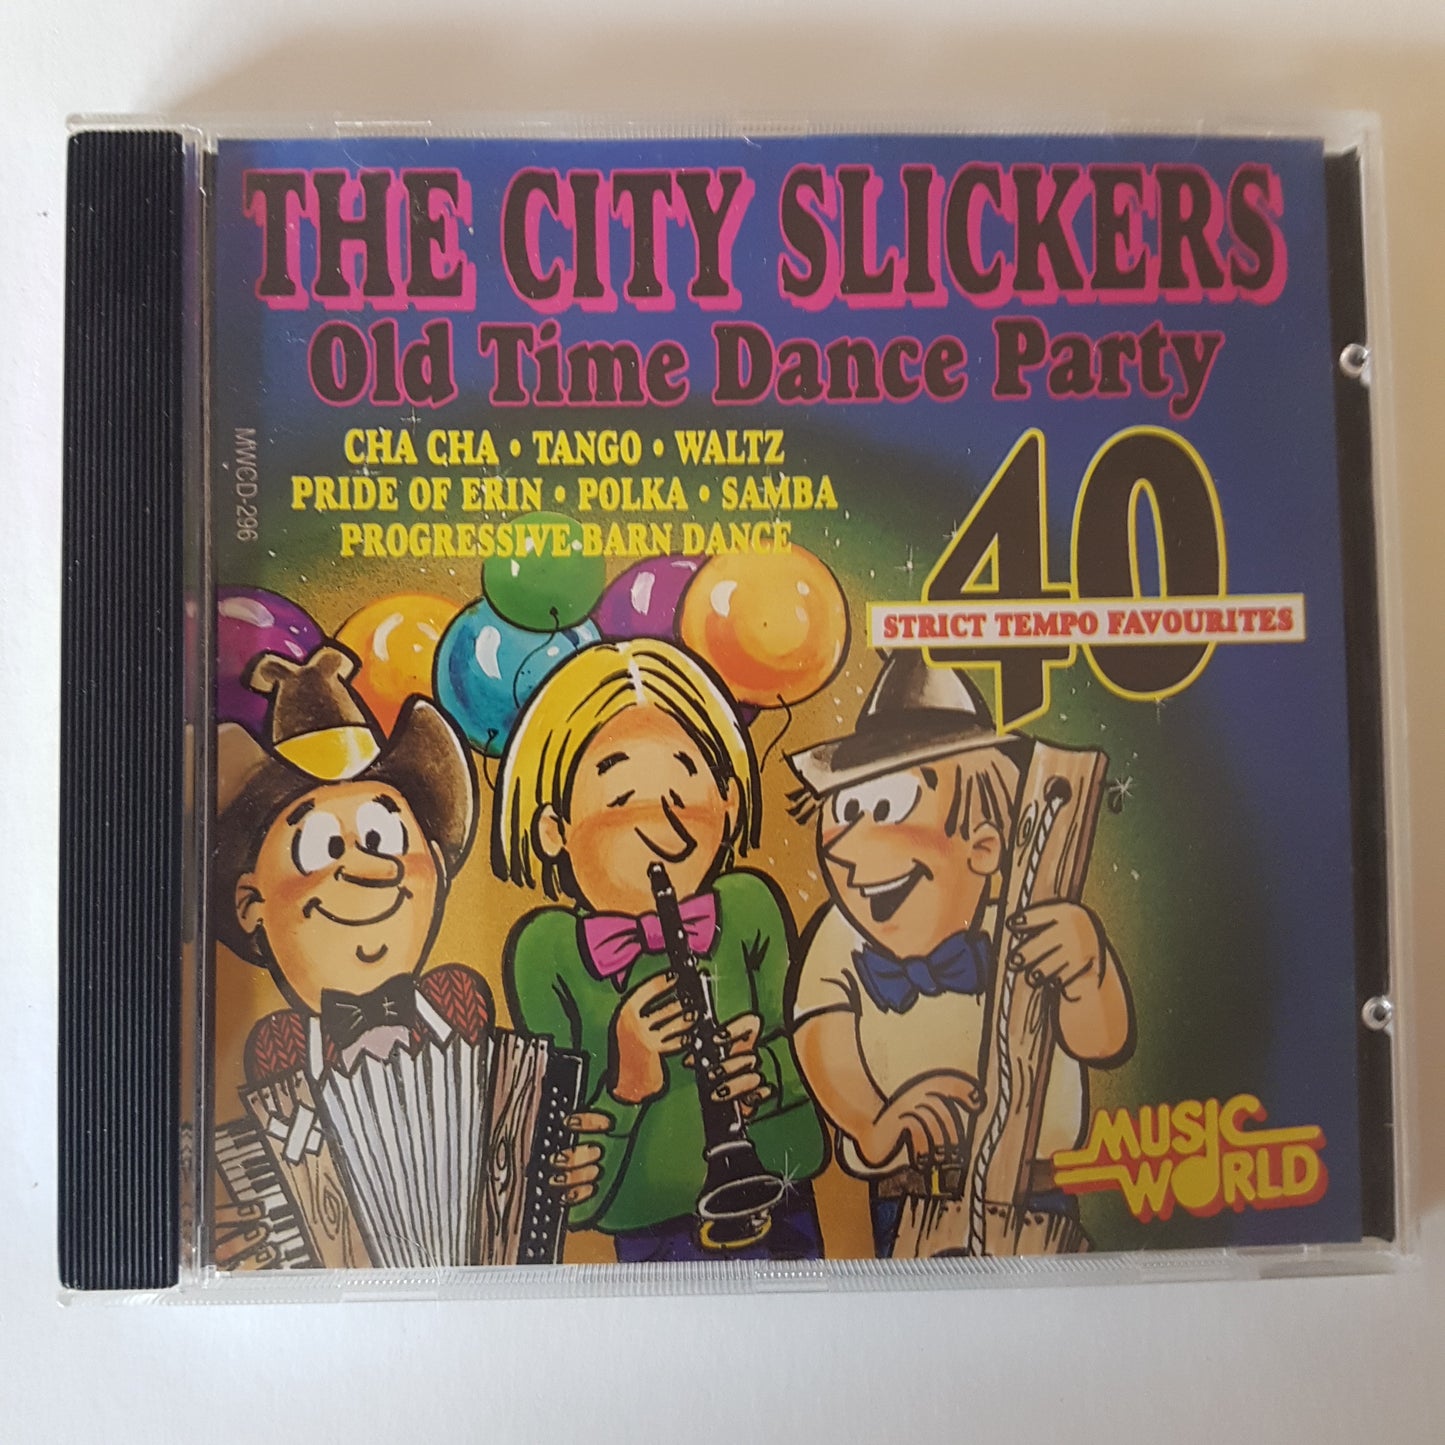 THE CITY SLICKERS
Old Time Dance Party
CHA CHA • TANGO • WALTZ
PRIDE OF ERIN • POLKA • SAMBA
PROGRESSIVE BARN DANCE
40
STRICT TEMPO FAVOURITES
MWCD-296
MUSIC
WORLD